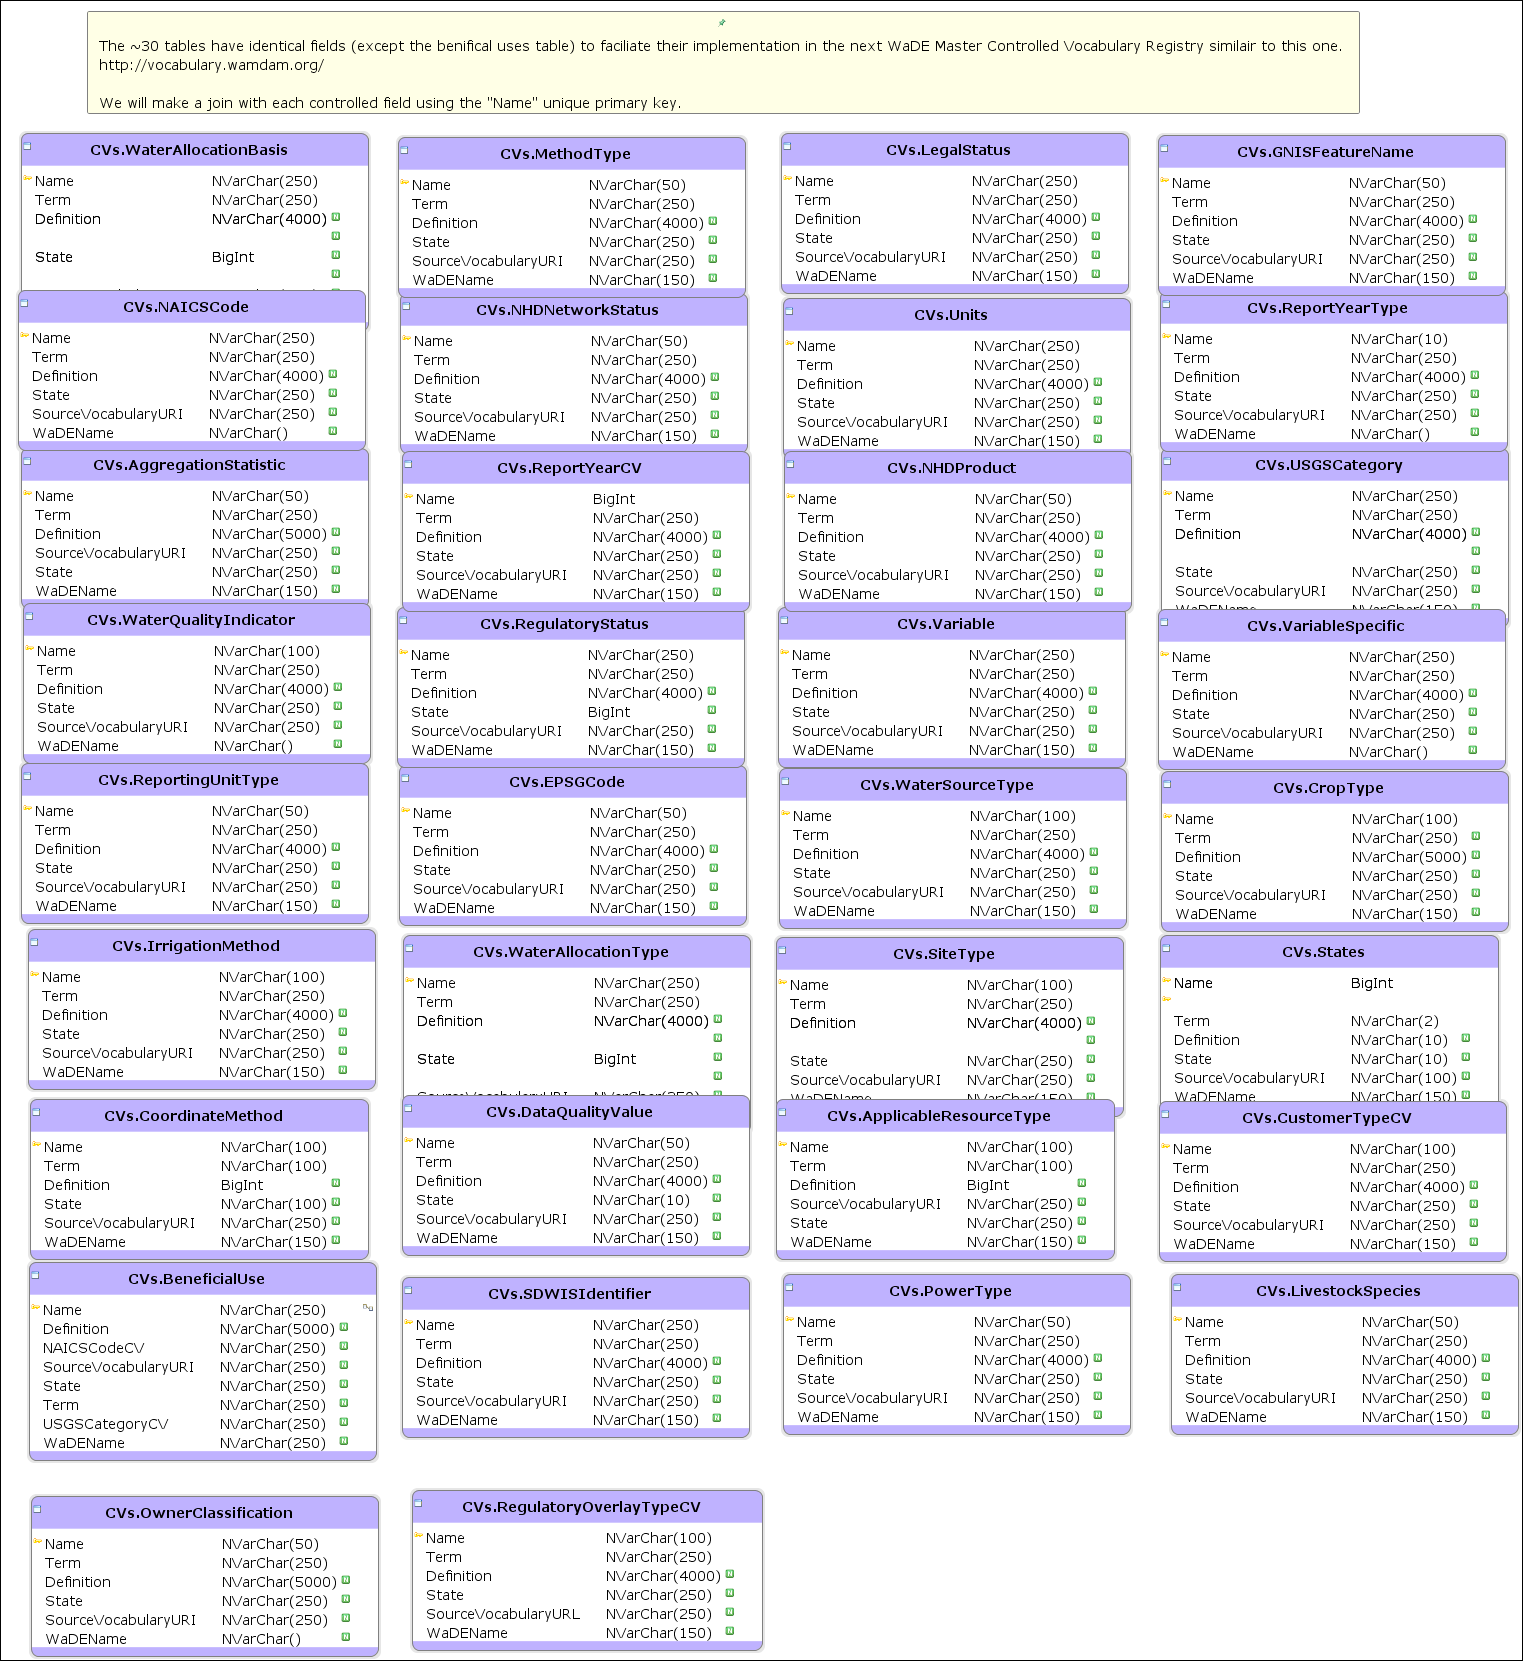 The ~30 tables have identical fields (except the benifical uses table) to faciliate their implementation in the next WaDE Master Controlled Vocabulary Registry similair to this one.
http://vocabulary.wamdam.org/
We will make a join with each controlled field using the "Name" unique primary key.
CVs.WaterAllocationBasis
Name NVarChar(250)
Term NVarChar(250)
Definition NVarChar(4000) N
N
State BigInt N
N
CVs.MethodType
Name NVarChar(50)
Term NVarChar(250)
Definition NVarChar(4000) N
State NVarChar(250) N
SourceVocabularyURI NVarChar(250) N
WaDEName NVarChar(150) N
CVs.LegalStatus
Name NVarChar(250)
Term NVarChar(250)
Definition NVarChar(4000) N
State NVarChar(250) N
SourceVocabularyURI NVarChar(250) N
WaDEName NVarChar(150) N
CVs.GNISFeatureName
Name NVarChar(50)
Term NVarChar(250)
Definition NVarChar(4000) N
State NVarChar(250) N
SourceVocabularyURI NVarChar(250) N
WaDEName NVarChar(150) N
CVs.NAICSCode
Name NVarChar(250)
Term NVarChar(250)
Definition NVarChar(4000) N
State NVarChar(250) N
SourceVocabularyURI NVarChar(250) N
WaDEName NVarChar() N
CVs.NHDNetworkStatus
Name NVarChar(50)
Term NVarChar(250)
Definition NVarChar(4000) N
State NVarChar(250) N
SourceVocabularyURI NVarChar(250) N
WaDEName NVarChar(150) N
CVs.Units
Name NVarChar(250)
Term NVarChar(250)
Definition NVarChar(4000) N
State NVarChar(250) N
SourceVocabularyURI NVarChar(250) N
WaDEName NVarChar(150) N
CVs.ReportYearType
Name NVarChar(10)
Term NVarChar(250)
Definition NVarChar(4000) N
State NVarChar(250) N
SourceVocabularyURI NVarChar(250) N
WaDEName NVarChar() N
CVs.AggregationStatistic
Name NVarChar(50)
Term NVarChar(250)
Definition NVarChar(5000) N
SourceVocabularyURI NVarChar(250) N
State NVarChar(250) N
WaDEName NVarChar(150) N
CVs.ReportYearCV
Name BigInt
Term NVarChar(250)
Definition NVarChar(4000) N
State NVarChar(250) N
SourceVocabularyURI NVarChar(250) N
WaDEName NVarChar(150) N
CVs.NHDProduct
Name NVarChar(50)
Term NVarChar(250)
Definition NVarChar(4000) N
State NVarChar(250) N
SourceVocabularyURI NVarChar(250) N
WaDEName NVarChar(150) N
CVs.USGSCategory
Name NVarChar(250)
Term NVarChar(250)
Definition NVarChar(4000) N
N
State NVarChar(250) N
SourceVocabularyURI NVarChar(250) N
WaDEName NVarChar(150) N
CVs.WaterQualityIndicator
Name NVarChar(100)
Term NVarChar(250)
Definition NVarChar(4000) N
State NVarChar(250) N
SourceVocabularyURI NVarChar(250) N
WaDEName NVarChar() N
CVs.RegulatoryStatus
Name NVarChar(250)
Term NVarChar(250)
Definition NVarChar(4000) N
State BigInt N
SourceVocabularyURI NVarChar(250) N
WaDEName NVarChar(150) N
CVs.Variable
Name NVarChar(250)
Term NVarChar(250)
Definition NVarChar(4000) N
State NVarChar(250) N
SourceVocabularyURI NVarChar(250) N
WaDEName NVarChar(150) N
CVs.VariableSpecific
Name NVarChar(250)
Term NVarChar(250)
Definition NVarChar(4000) N
State NVarChar(250) N
SourceVocabularyURI NVarChar(250) N
WaDEName NVarChar() N
CVs.ReportingUnitType
Name NVarChar(50)
Term NVarChar(250)
Definition NVarChar(4000) N
State NVarChar(250) N
SourceVocabularyURI NVarChar(250) N
WaDEName NVarChar(150) N
CVs.EPSGCode
Name NVarChar(50)
Term NVarChar(250)
Definition NVarChar(4000) N
State NVarChar(250) N
SourceVocabularyURI NVarChar(250) N
WaDEName NVarChar(150) N
CVs.WaterSourceType
Name NVarChar(100)
Term NVarChar(250)
Definition NVarChar(4000) N
State NVarChar(250) N
SourceVocabularyURI NVarChar(250) N
WaDEName NVarChar(150) N
CVs.CropType
Name NVarChar(100)
Term NVarChar(250) N
Definition NVarChar(5000) N
State NVarChar(250) N
SourceVocabularyURI NVarChar(250) N
WaDEName NVarChar(150) N
CVs.IrrigationMethod
Name NVarChar(100)
Term NVarChar(250)
Definition NVarChar(4000) N
State NVarChar(250) N
SourceVocabularyURI NVarChar(250) N
WaDEName NVarChar(150) N
CVs.WaterAllocationType
Name NVarChar(250)
Term NVarChar(250)
Definition NVarChar(4000) N
N
State BigInt N
N
SourceVocabularyURI NVarChar(250) N
CVs.SiteType
Name NVarChar(100)
Term NVarChar(250)
Definition NVarChar(4000) N
N
State NVarChar(250) N
SourceVocabularyURI NVarChar(250) N
WaDEName NVarChar(150) N
CVs.States
Name BigInt
Term NVarChar(2)
Definition NVarChar(10) N
State NVarChar(10) N
SourceVocabularyURI NVarChar(100) N
WaDEName NVarChar(150) N
CVs.CoordinateMethod
Name NVarChar(100)
Term NVarChar(100)
Definition BigInt N
State NVarChar(100) N
SourceVocabularyURI NVarChar(250) N
WaDEName NVarChar(150) N
CVs.DataQualityValue
Name NVarChar(50)
Term NVarChar(250)
Definition NVarChar(4000) N
State NVarChar(10) N
SourceVocabularyURI NVarChar(250) N
WaDEName NVarChar(150) N
CVs.ApplicableResourceType
Name NVarChar(100)
Term NVarChar(100)
Definition BigInt N
SourceVocabularyURI NVarChar(250) N
State NVarChar(250) N
WaDEName NVarChar(150) N
CVs.CustomerTypeCV
Name NVarChar(100)
Term NVarChar(250)
Definition NVarChar(4000) N
State NVarChar(250) N
SourceVocabularyURI NVarChar(250) N
WaDEName NVarChar(150) N
CVs.BeneficialUse
Name NVarChar(250)
Definition NVarChar(5000) N
NAICSCodeCV NVarChar(250) N
SourceVocabularyURI NVarChar(250) N
State NVarChar(250) N
Term NVarChar(250) N
USGSCategoryCV NVarChar(250) N
WaDEName NVarChar(250) N
CVs.SDWISIdentifier
Name NVarChar(250)
Term NVarChar(250)
Definition NVarChar(4000) N
State NVarChar(250) N
SourceVocabularyURI NVarChar(250) N
WaDEName NVarChar(150) N
CVs.PowerType
Name NVarChar(50)
Term NVarChar(250)
Definition NVarChar(4000) N
State NVarChar(250) N
SourceVocabularyURI NVarChar(250) N
WaDEName NVarChar(150) N
CVs.LivestockSpecies
Name NVarChar(50)
Term NVarChar(250)
Definition NVarChar(4000) N
State NVarChar(250) N
SourceVocabularyURI NVarChar(250) N
WaDEName NVarChar(150) N
CVs.OwnerClassification
Name NVarChar(50)
Term NVarChar(250)
Definition NVarChar(5000) N
State NVarChar(250) N
SourceVocabularyURI NVarChar(250) N
WaDEName NVarChar() N
CVs.RegulatoryOverlayTypeCV
Name NVarChar(100)
Term NVarChar(250)
Definition NVarChar(4000) N
State NVarChar(250) N
SourceVocabularyURL NVarChar(250) N
WaDEName NVarChar(150) N